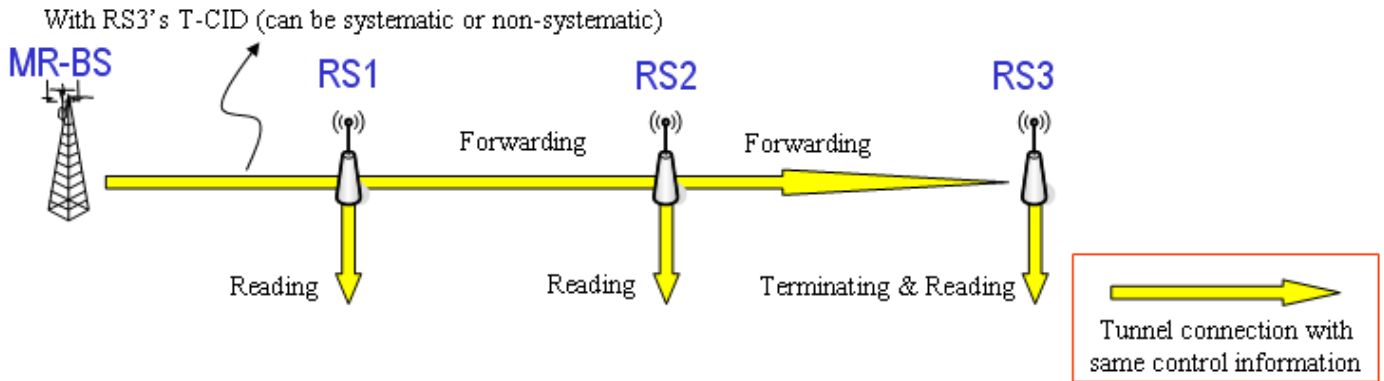 With RS3's T-CID (can be systematic or non-systematic)
MR-BS
RS1
RS2
RS3
Forwarding
Forwarding
Reading
Reading
Terminating & Reading
Tunnel connection with
same control information